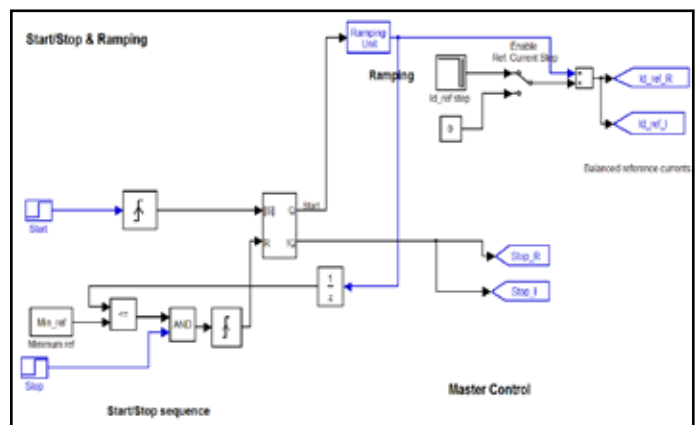 Start/Stop & Ramping
Ramping
Unit
Ramping
Enable
Ref. Current Step
Id_ref step
0
Id_ref_R
Id_ref_I
Balanced reference currents
Start
[S]
Q
Start
R
!Q
Stop_R
Stop_I
1
z
Min_ref
Minimum ref
<=
AND
Stop
Start/Stop sequence
Master Control